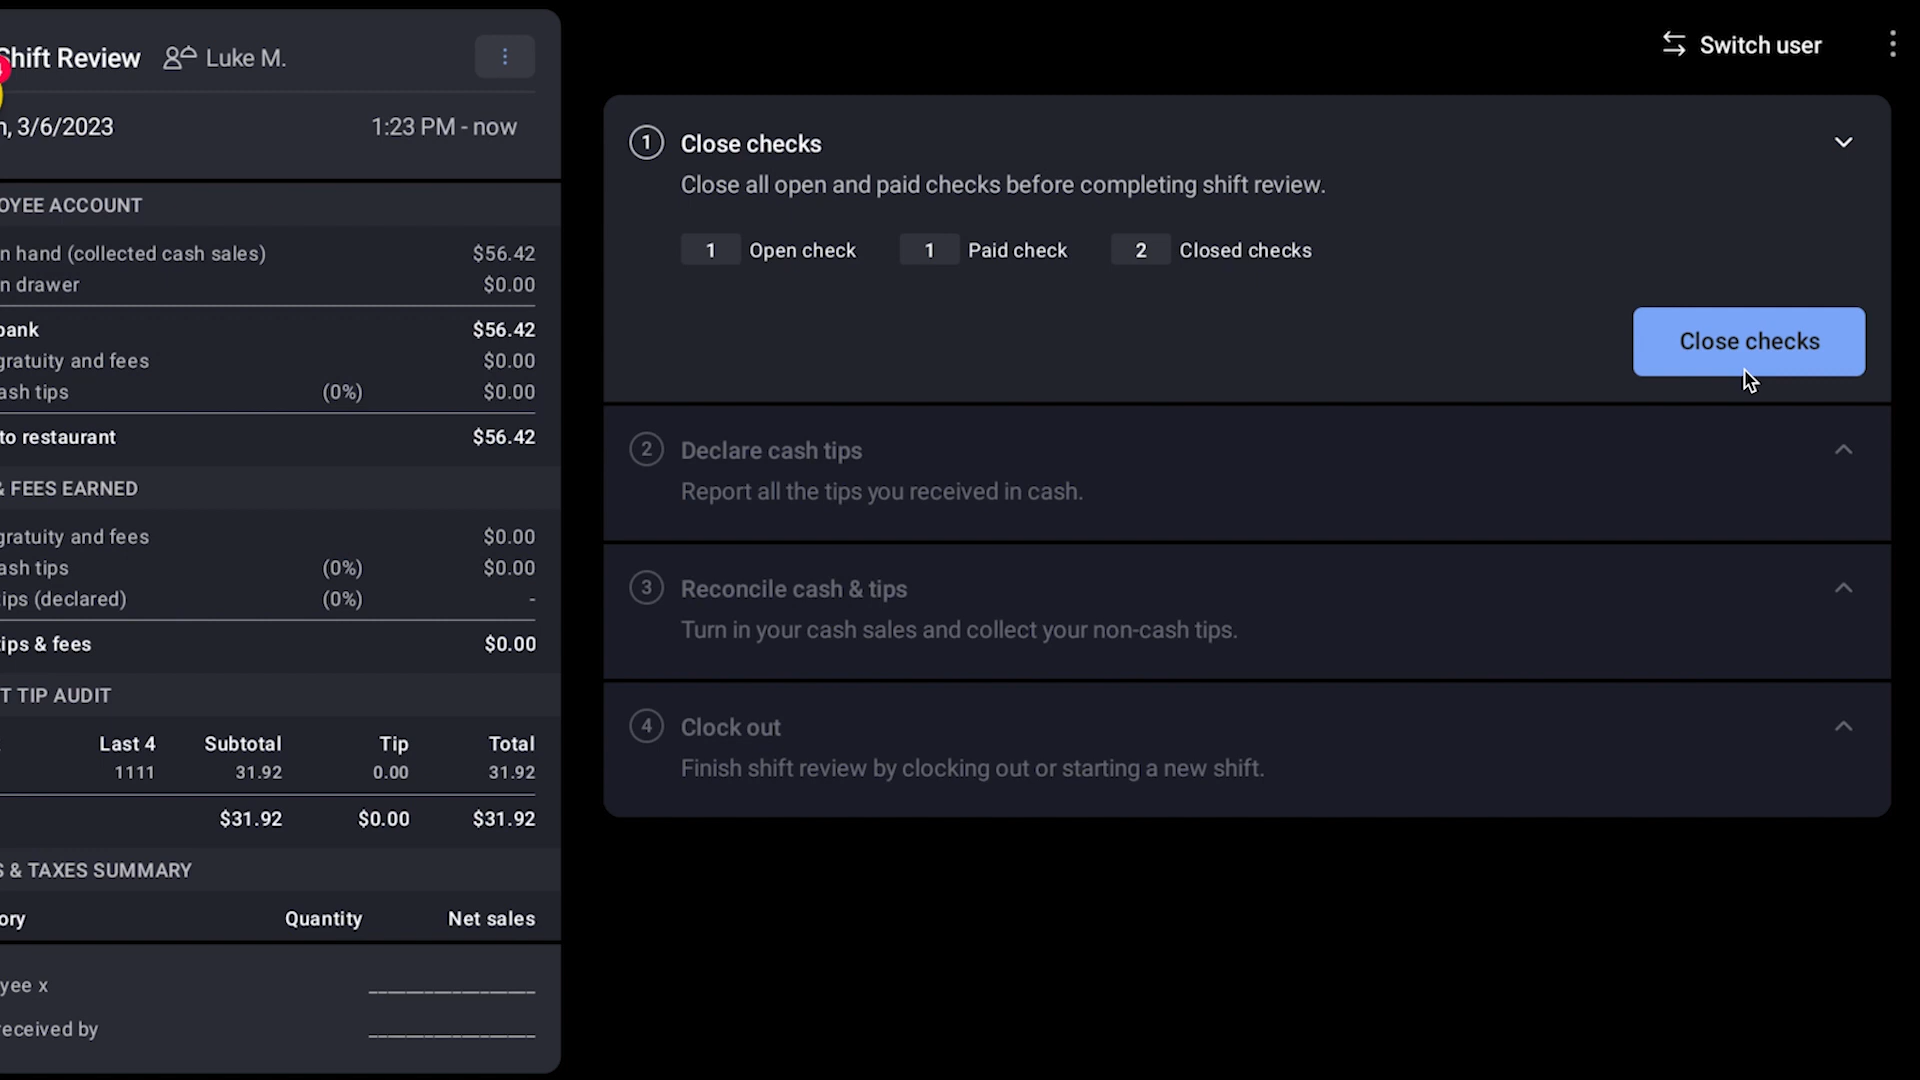 Shift Review Luke M.
3/6/2023 1:23 PM - now
OYEE ACCOUNT
n hand (collected cash sales) $56.42
n drawer $0.00
bank $56.42
gratuity and fees $0.00
ash tips (0%) $0.00
to restaurant $56.42
& FEES EARNED
gratuity and fees $0.00
ash tips (0%) $0.00
ips (declared) (0%) -
tips & fees $0.00
T TIP AUDIT
Last 4 Subtotal Tip Total
1111 31.92 0.00 31.92
$31.92 $0.00 $31.92
S & TAXES SUMMARY
ory Quantity Net sales
yee x
received by
Switch user
1 Close checks
Close all open and paid checks before completing shift review.
1 Open check 1 Paid check 2 Closed checks
Close checks
2 Declare cash tips
Report all the tips you received in cash.
3 Reconcile cash & tips
Turn in your cash sales and collect your non-cash tips.
4 Clock out
Finish shift review by clocking out or starting a new shift.